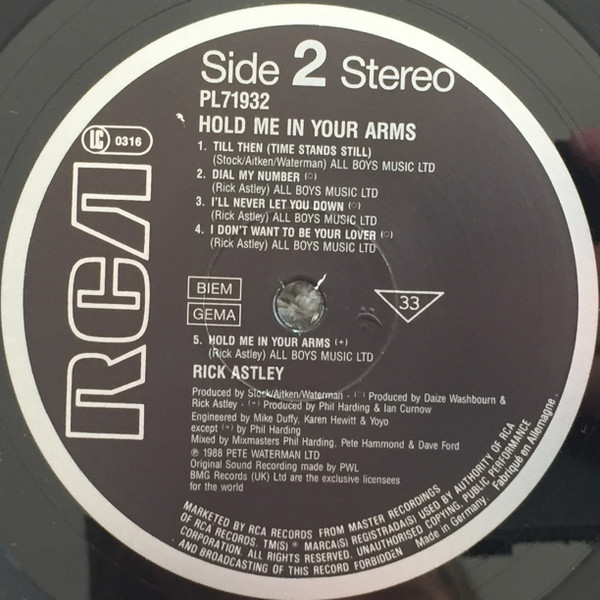 Side 2 Stereo
PL71932
HOLD ME IN YOUR ARMS
LC 0316
RCA
1. TILL THEN (TIME STANDS STILL)
(Stock/Aitken/Waterman) ALL BOYS MUSIC LTD
2. DIAL MY NUMBER (○)
(Rick Astley) ALL BOYS MUSIC LTD
3. I'LL NEVER LET YOU DOWN (○)
(Rick Astley) ALL BOYS MUSIC LTD
4. I DON'T WANT TO BE YOUR LOVER (○)
(Rick Astley) ALL BOYS MUSIC LTD
BIEM
GEMA
33
5. HOLD ME IN YOUR ARMS (+)
(Rick Astley) ALL BOYS MUSIC LTD
RICK ASTLEY
Produced by Stock/Aitken/Waterman · (○) Produced by Daize Washbourn &
Rick Astley · (+) Produced by Phil Harding & Ian Curnow
Engineered by Mike Duffy, Karen Hewitt & Yoyo
except (+) by Phil Harding
Mixed by Mixmasters Phil Harding, Pete Hammond & Dave Ford
℗ 1988 PETE WATERMAN LTD
Original Sound Recording made by PWL
BMG Records (UK) Ltd are the exclusive licensees
for the world
MARKETED BY RCA RECORDS FROM MASTER RECORDINGS
OF RCA RECORDS. TM(S) ® MARCA(S) REGISTRADA(S) USED BY AUTHORITY OF RCA
CORPORATION. ALL RIGHTS RESERVED. UNAUTHORISED COPYING, PUBLIC PERFORMANCE
AND BROADCASTING OF THIS RECORD FORBIDDEN
Made in Germany. Fabriqué en Allemagne.